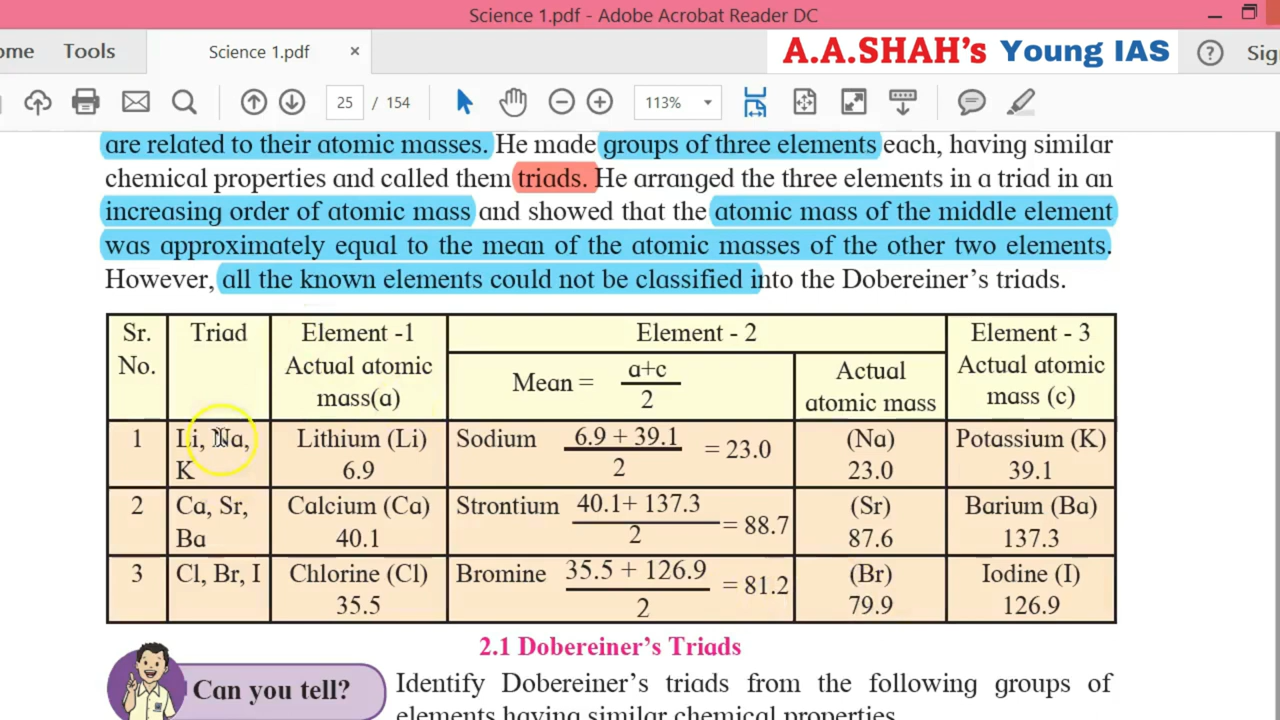 Science 1.pdf - Adobe Acrobat Reader DC
ome Tools Science 1.pdf × A.A.SHAH's Young IAS ? Sig
25 / 154 113%
are related to their atomic masses. He made groups of three elements each, having similar
chemical properties and called them triads. He arranged the three elements in a triad in an
increasing order of atomic mass and showed that the atomic mass of the middle element
was approximately equal to the mean of the atomic masses of the other two elements.
However, all the known elements could not be classified into the Dobereiner's triads.
Sr. No.
Triad
Element -1
Actual atomic
mass(a)
Element - 2
Mean = a+c / 2
Actual
atomic mass
Element - 3
Actual atomic
mass (c)
1
Li, Na,
K
Lithium (Li)
6.9
Sodium 6.9 + 39.1 / 2 = 23.0
(Na)
23.0
Potassium (K)
39.1
2
Ca, Sr,
Ba
Calcium (Ca)
40.1
Strontium 40.1+ 137.3 / 2 = 88.7
(Sr)
87.6
Barium (Ba)
137.3
3
Cl, Br, I
Chlorine (Cl)
35.5
Bromine 35.5 + 126.9 / 2 = 81.2
(Br)
79.9
Iodine (I)
126.9
2.1 Dobereiner's Triads
Can you tell?
Identify Dobereiner's triads from the following groups of
elements having similar chemical properties.